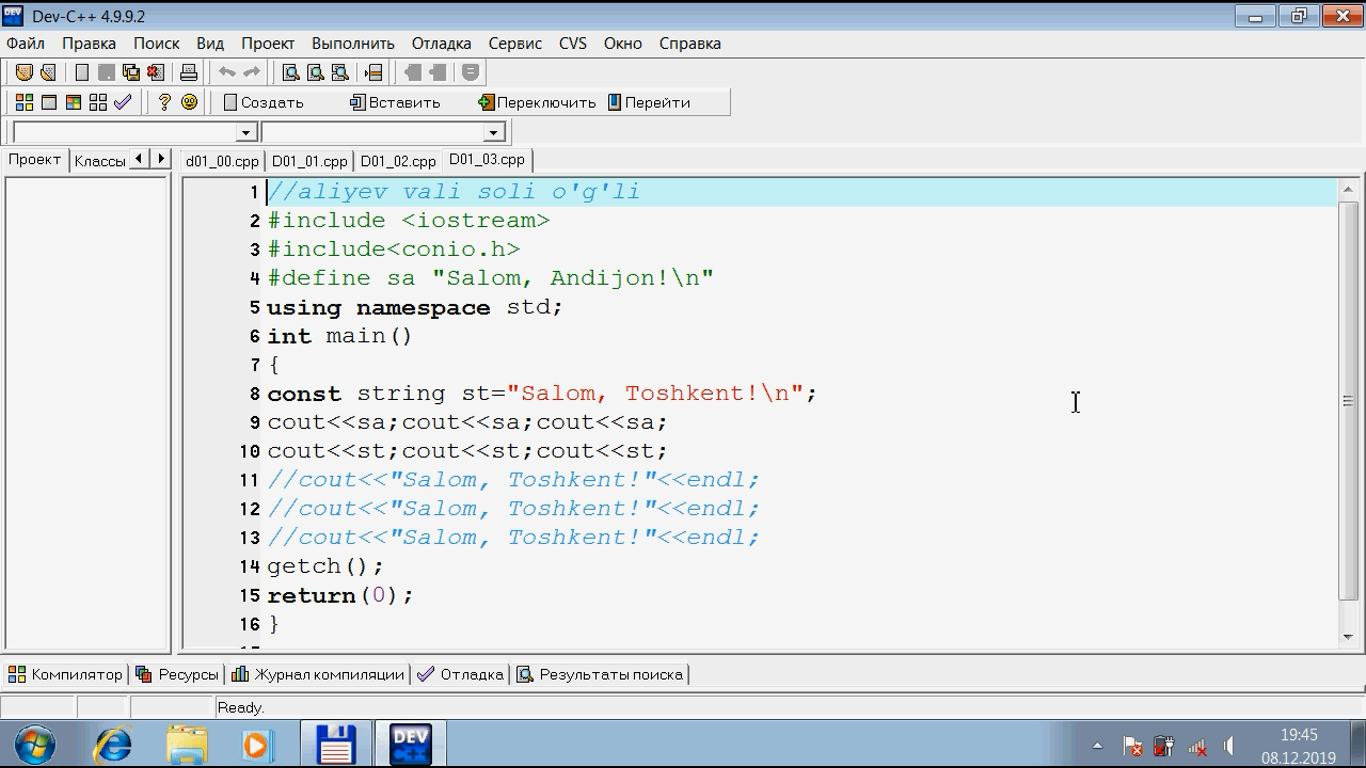 Dev-C++ 4.9.9.2
Файл Правка Поиск Вид Проект Выполнить Отладка Сервис CVS Окно Справка
Создать Вставить Переключить Перейти
Проект Классы d01_00.cpp D01_01.cpp D01_02.cpp D01_03.cpp
1 //aliyev vali soli o'g'li
2 #include <iostream>
3 #include<conio.h>
4 #define sa "Salom, Andijon!\n"
5 using namespace std;
6 int main()
7 {
8 const string st="Salom, Toshkent!\n";
9 cout<<sa;cout<<sa;cout<<sa;
10 cout<<st;cout<<st;cout<<st;
11 //cout<<"Salom, Toshkent!"<<endl;
12 //cout<<"Salom, Toshkent!"<<endl;
13 //cout<<"Salom, Toshkent!"<<endl;
14 getch();
15 return(0);
16 }
Компилятор Ресурсы Журнал компиляции Отладка Результаты поиска
Ready.
DEV C++
19:45
08.12.2019